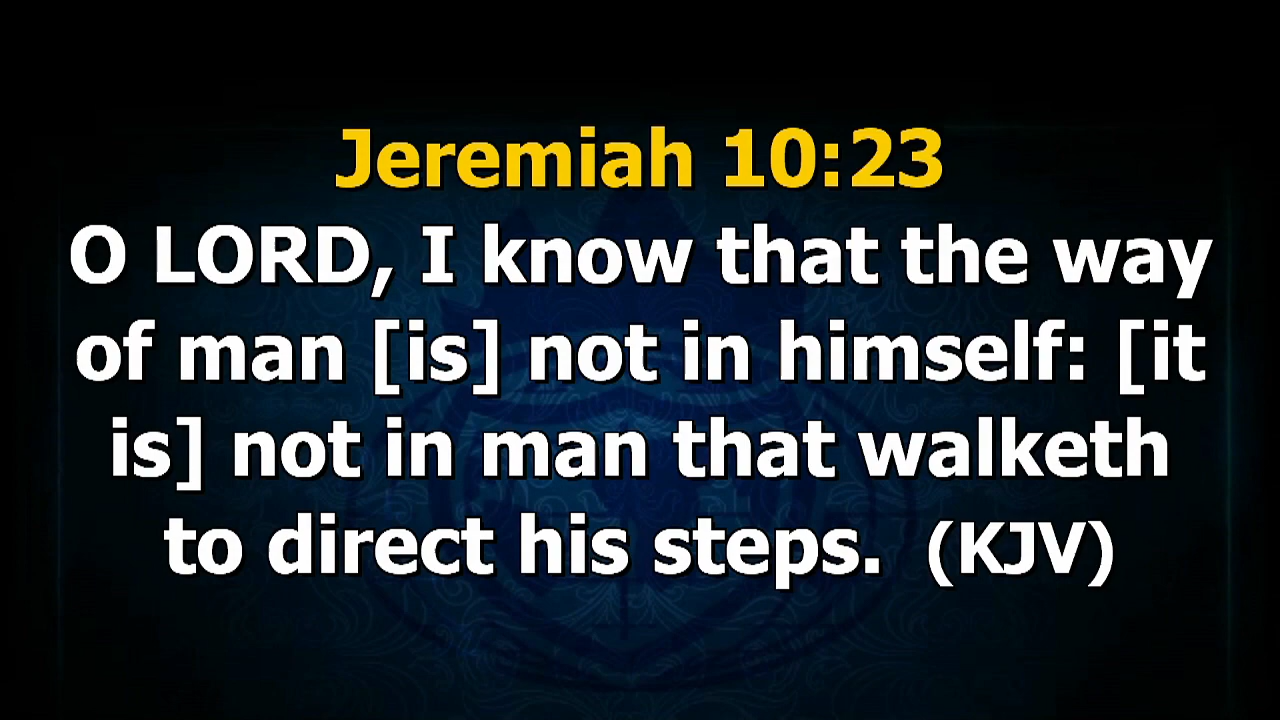 Jeremiah 10:23
O LORD, I know that the way
of man [is] not in himself: [it
is] not in man that walketh
to direct his steps.  (KJV)